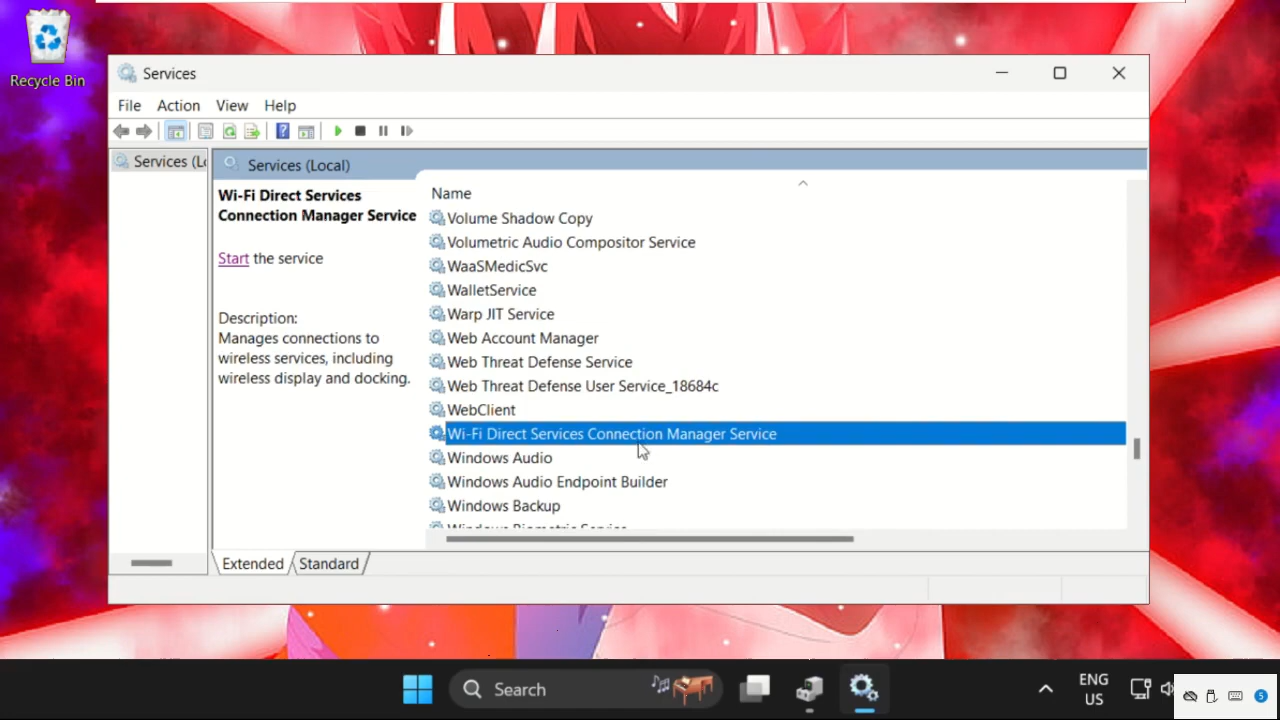 Recycle Bin
Services
File Action View Help
Services (Lo
Services (Local)
Wi-Fi Direct Services
Connection Manager Service
Start the service
Description:
Manages connections to
wireless services, including
wireless display and docking.
Name
Volume Shadow Copy
Volumetric Audio Compositor Service
WaaSMedicSvc
WalletService
Warp JIT Service
Web Account Manager
Web Threat Defense Service
Web Threat Defense User Service_18684c
WebClient
Wi-Fi Direct Services Connection Manager Service
Windows Audio
Windows Audio Endpoint Builder
Windows Backup
Windows Biometric Service
Extended Standard
Search
ENG
US
5